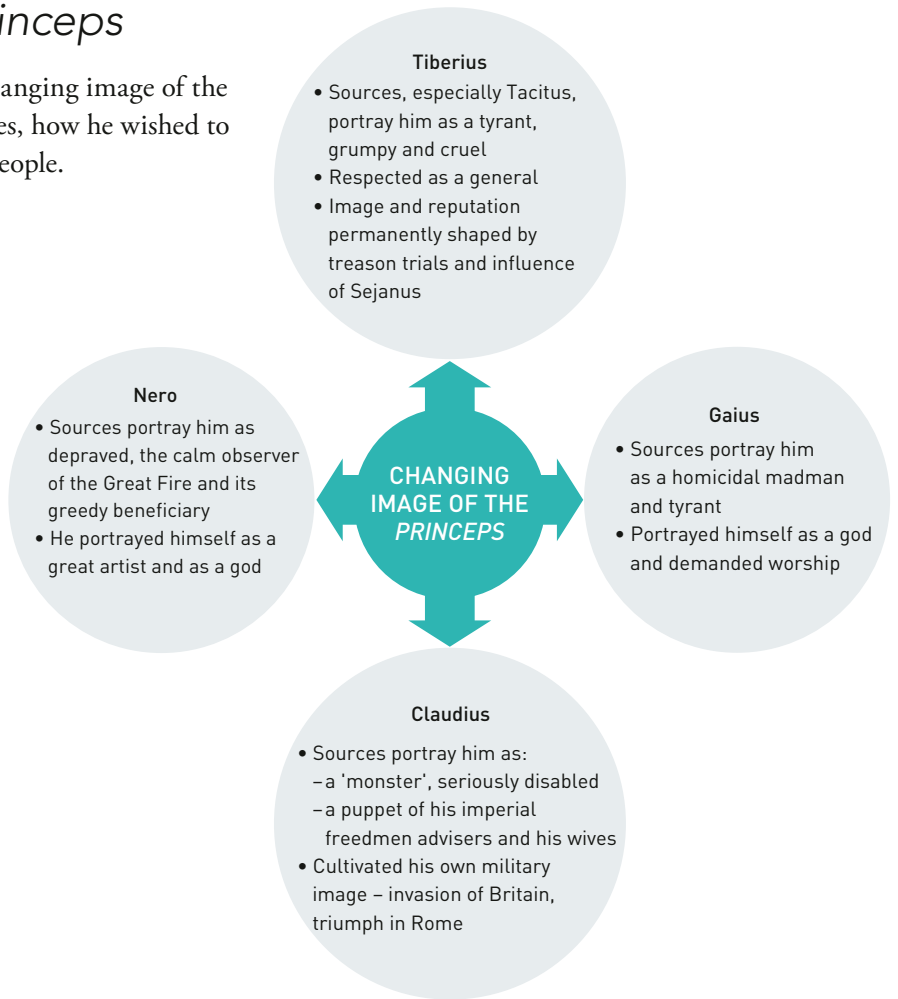 inceps
anging image of the
es, how he wished to
eople.
Tiberius
• Sources, especially Tacitus,
portray him as a tyrant,
grumpy and cruel
• Respected as a general
• Image and reputation
permanently shaped by
treason trials and influence
of Sejanus
Nero
• Sources portray him as
depraved, the calm observer
of the Great Fire and its
greedy beneficiary
• He portrayed himself as a
great artist and as a god
CHANGING
IMAGE OF THE
PRINCEPS
Gaius
• Sources portray him
as a homicidal madman
and tyrant
• Portrayed himself as a god
and demanded worship
Claudius
• Sources portray him as:
–a 'monster', seriously disabled
–a puppet of his imperial
freedmen advisers and his wives
• Cultivated his own military
image – invasion of Britain,
triumph in Rome